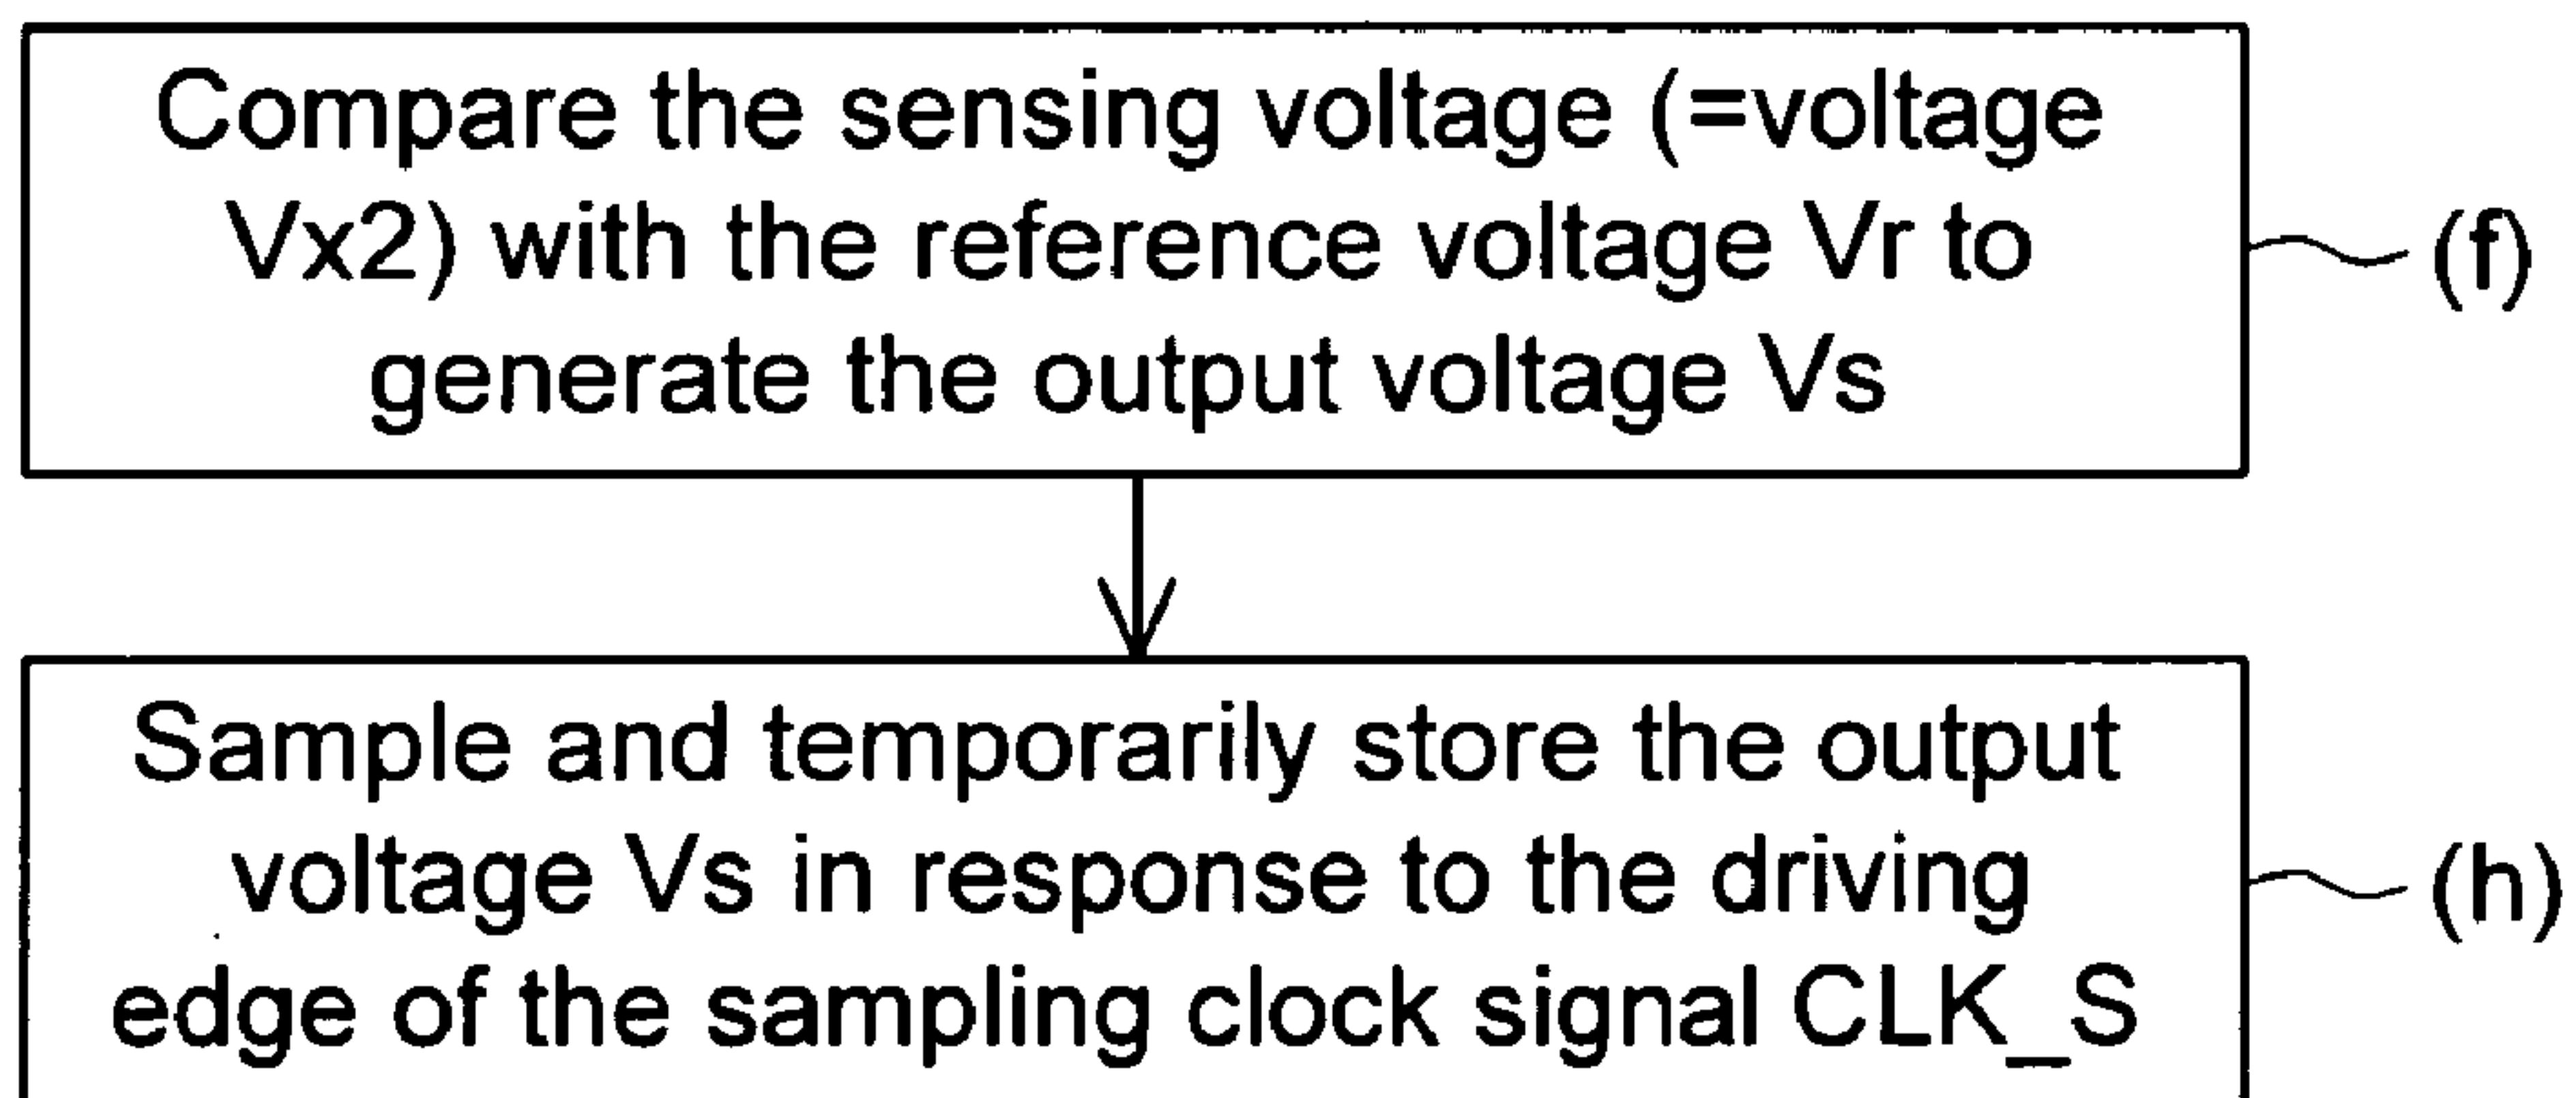 Compare the sensing voltage (=voltage
Vx2) with the reference voltage Vr to
generate the output voltage Vs
(f)
Sample and temporarily store the output
voltage Vs in response to the driving
edge of the sampling clock signal CLK_S
(h)